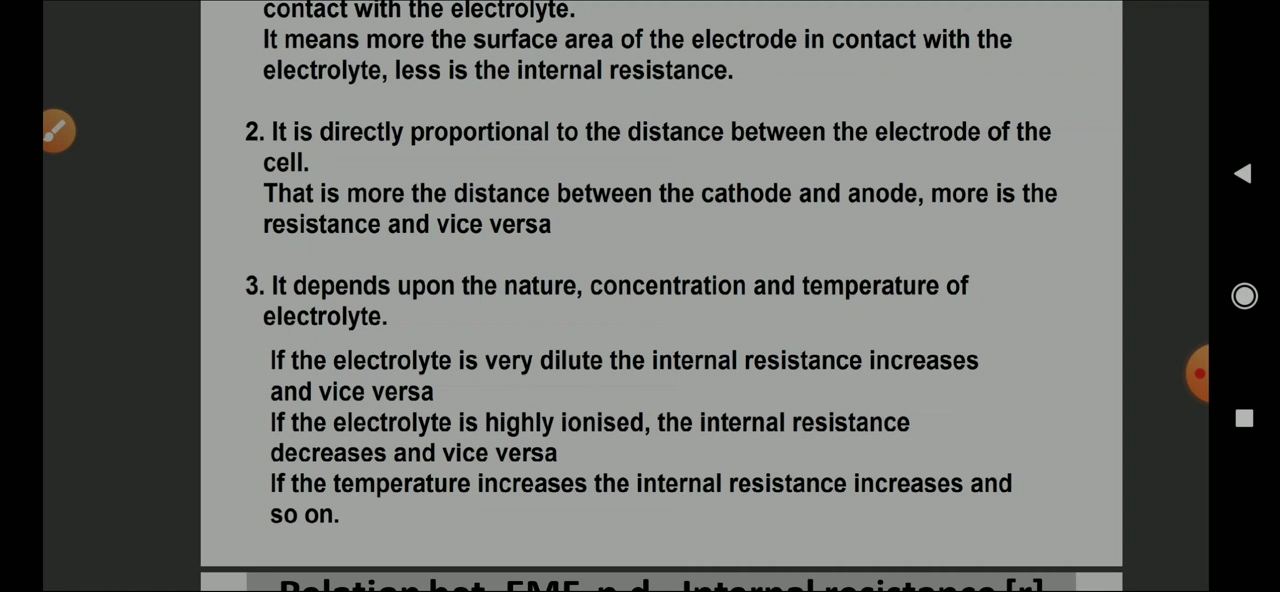 contact with the electrolyte.
It means more the surface area of the electrode in contact with the
electrolyte, less is the internal resistance.
2. It is directly proportional to the distance between the electrode of the
cell.
That is more the distance between the cathode and anode, more is the
resistance and vice versa
3. It depends upon the nature, concentration and temperature of
electrolyte.
If the electrolyte is very dilute the internal resistance increases
and vice versa
If the electrolyte is highly ionised, the internal resistance
decreases and vice versa
If the temperature increases the internal resistance increases and
so on.
Relation bet. EMF, p.d., Internal resistance [r]